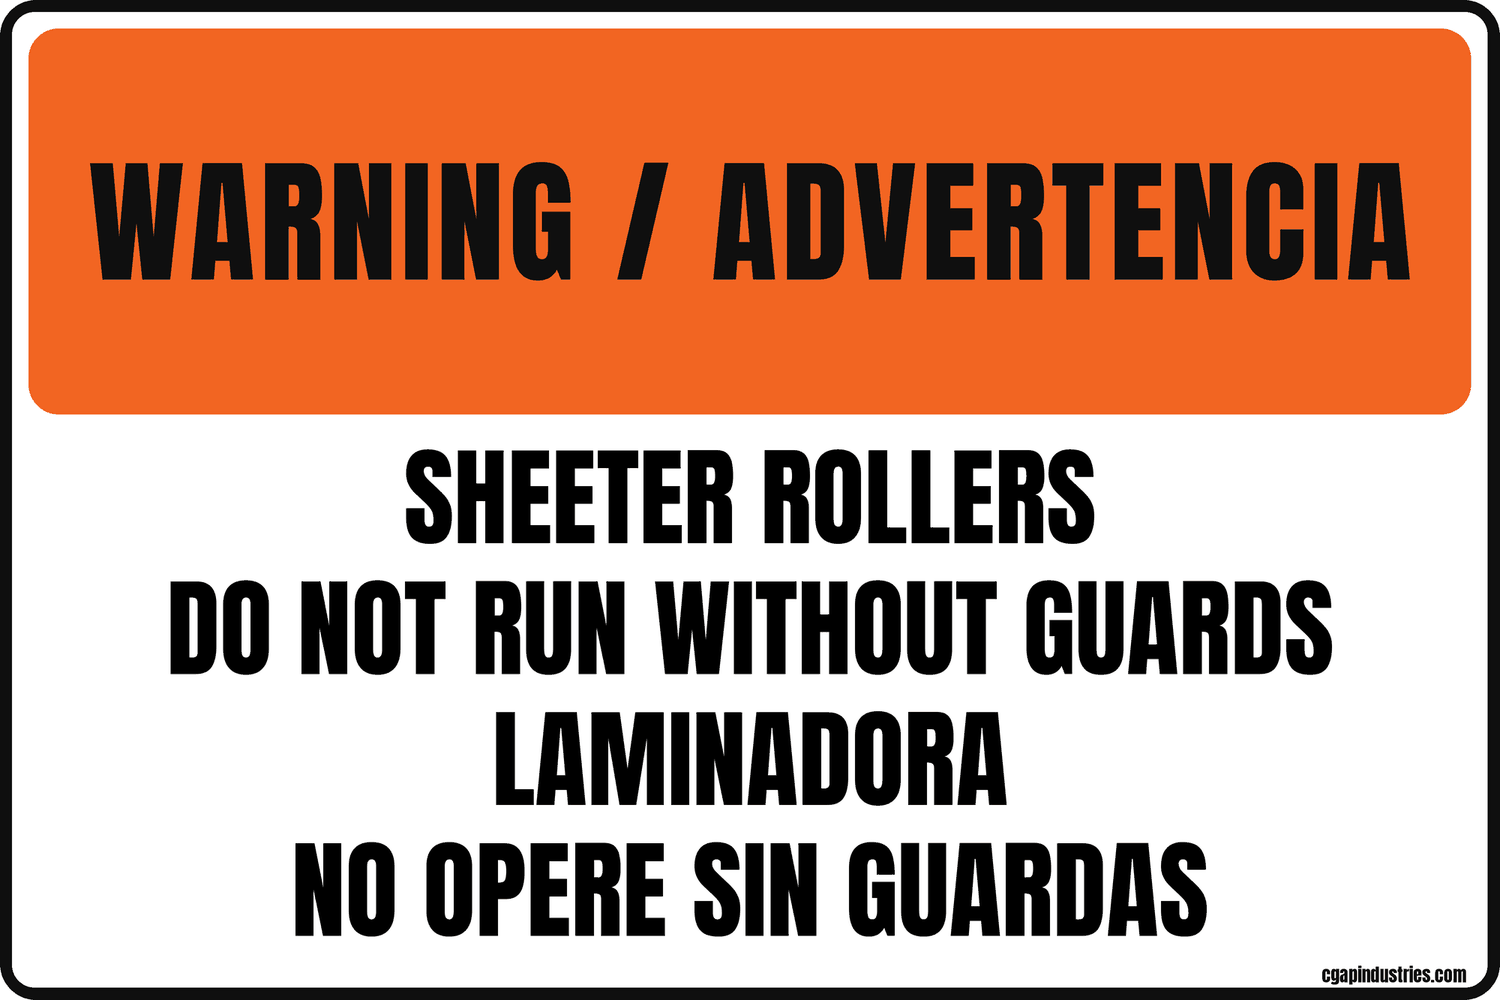 WARNING / ADVERTENCIA
SHEETER ROLLERS
DO NOT RUN WITHOUT GUARDS
LAMINADORA
NO OPERE SIN GUARDAS
cgapindustries.com